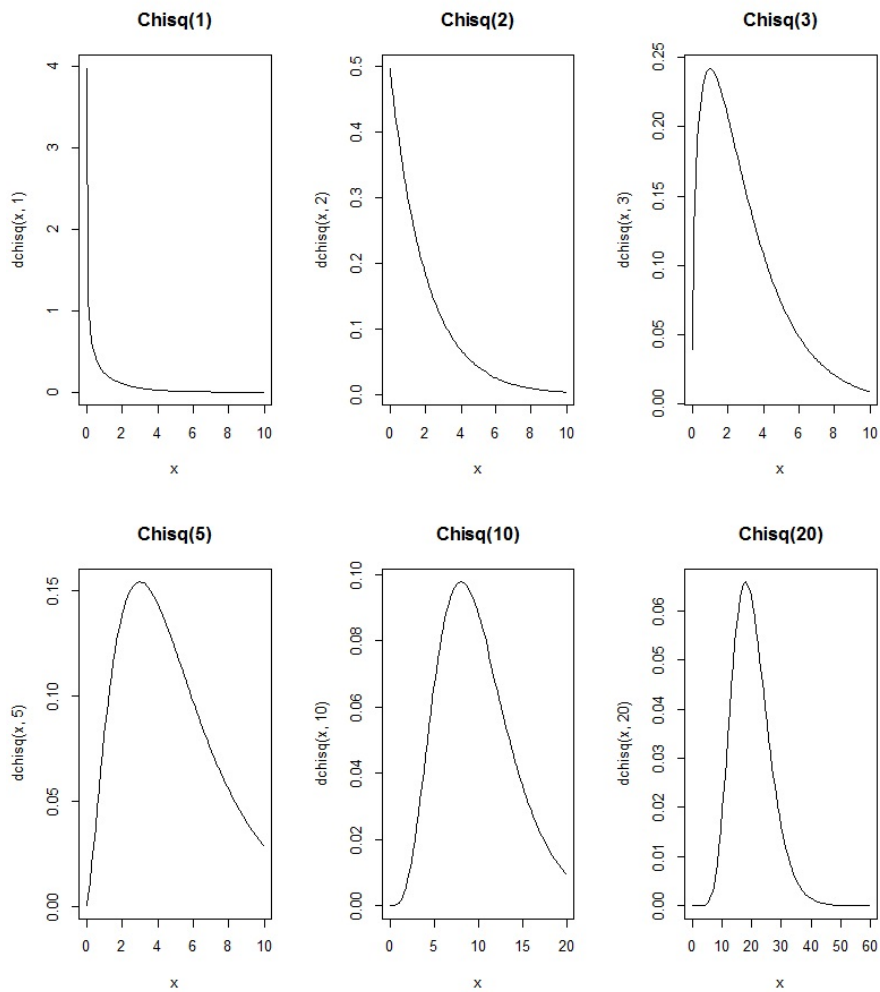 Chisq(1)
dchisq(x, 1)
4
3
2
1
0
0 2 4 6 8 10
x
Chisq(2)
dchisq(x, 2)
0.5
0.4
0.3
0.2
0.1
0.0
0 2 4 6 8 10
x
Chisq(3)
dchisq(x, 3)
0.25
0.20
0.15
0.10
0.05
0.00
0 2 4 6 8 10
x
Chisq(5)
dchisq(x, 5)
0.15
0.10
0.05
0.00
0 2 4 6 8 10
x
Chisq(10)
dchisq(x, 10)
0.10
0.08
0.06
0.04
0.02
0.00
0 5 10 15 20
x
Chisq(20)
dchisq(x, 20)
0.06
0.05
0.04
0.03
0.02
0.01
0.00
0 10 20 30 40 50 60
x